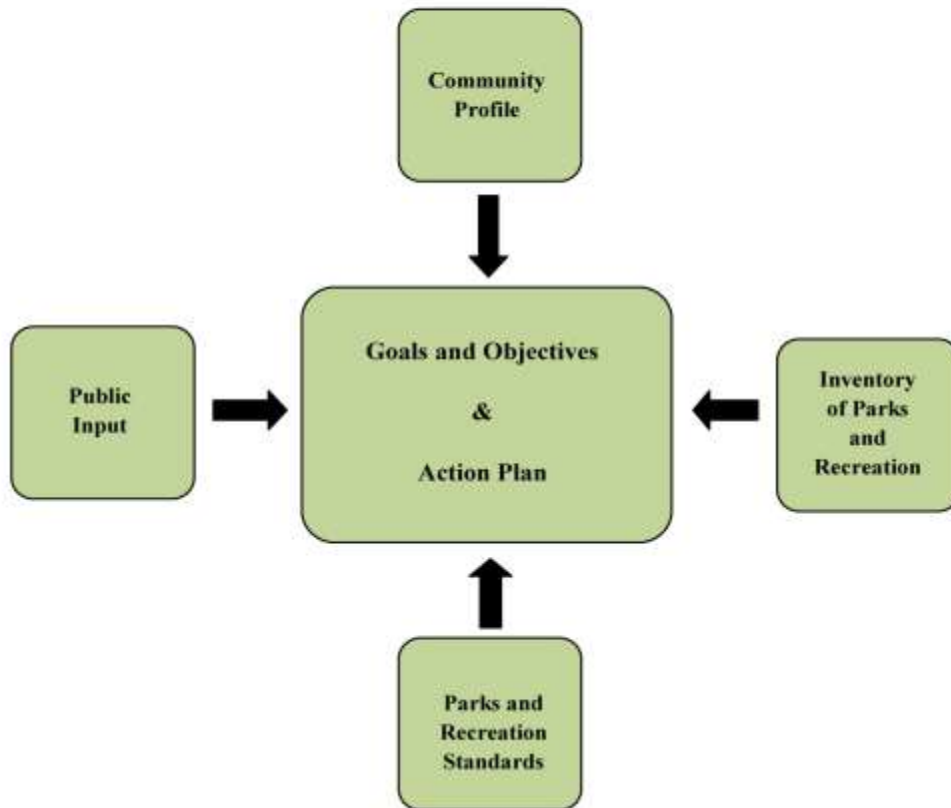 Community
Profile
Goals and Objectives
&
Action Plan
Public
Input
Inventory
of Parks
and
Recreation
Parks and
Recreation
Standards